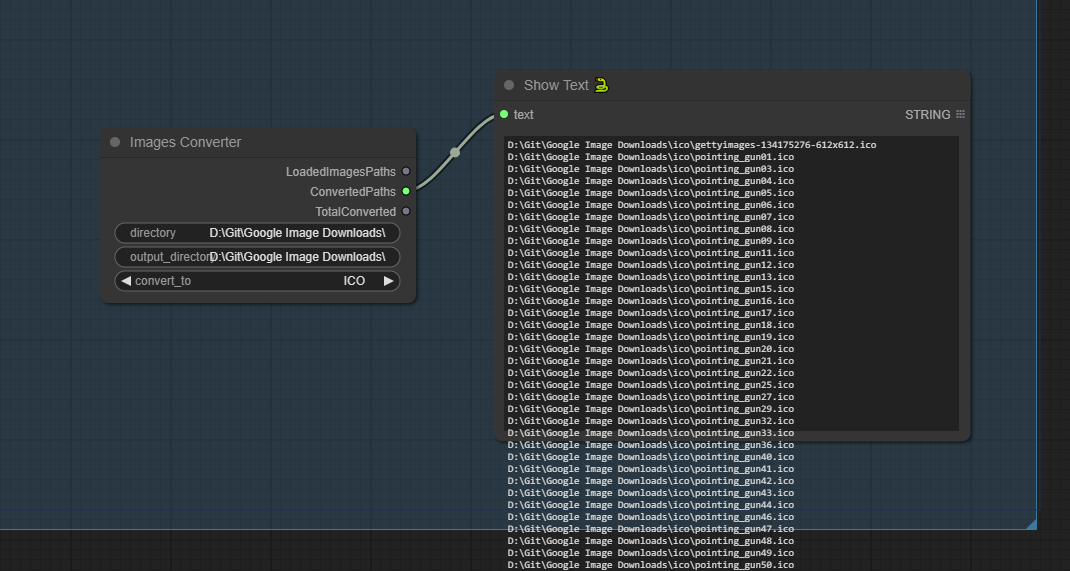 Images Converter
LoadedImagesPaths
ConvertedPaths
TotalConverted
directory D:\Git\Google Image Downloads\
output_director D:\Git\Google Image Downloads\
convert_to ICO
Show Text
text STRING
D:\Git\Google Image Downloads\ico\gettyimages-134175276-612x612.ico
D:\Git\Google Image Downloads\ico\pointing_gun01.ico
D:\Git\Google Image Downloads\ico\pointing_gun03.ico
D:\Git\Google Image Downloads\ico\pointing_gun04.ico
D:\Git\Google Image Downloads\ico\pointing_gun05.ico
D:\Git\Google Image Downloads\ico\pointing_gun06.ico
D:\Git\Google Image Downloads\ico\pointing_gun07.ico
D:\Git\Google Image Downloads\ico\pointing_gun08.ico
D:\Git\Google Image Downloads\ico\pointing_gun09.ico
D:\Git\Google Image Downloads\ico\pointing_gun11.ico
D:\Git\Google Image Downloads\ico\pointing_gun12.ico
D:\Git\Google Image Downloads\ico\pointing_gun13.ico
D:\Git\Google Image Downloads\ico\pointing_gun15.ico
D:\Git\Google Image Downloads\ico\pointing_gun16.ico
D:\Git\Google Image Downloads\ico\pointing_gun17.ico
D:\Git\Google Image Downloads\ico\pointing_gun18.ico
D:\Git\Google Image Downloads\ico\pointing_gun19.ico
D:\Git\Google Image Downloads\ico\pointing_gun20.ico
D:\Git\Google Image Downloads\ico\pointing_gun21.ico
D:\Git\Google Image Downloads\ico\pointing_gun22.ico
D:\Git\Google Image Downloads\ico\pointing_gun25.ico
D:\Git\Google Image Downloads\ico\pointing_gun27.ico
D:\Git\Google Image Downloads\ico\pointing_gun29.ico
D:\Git\Google Image Downloads\ico\pointing_gun32.ico
D:\Git\Google Image Downloads\ico\pointing_gun33.ico
D:\Git\Google Image Downloads\ico\pointing_gun36.ico
D:\Git\Google Image Downloads\ico\pointing_gun40.ico
D:\Git\Google Image Downloads\ico\pointing_gun41.ico
D:\Git\Google Image Downloads\ico\pointing_gun42.ico
D:\Git\Google Image Downloads\ico\pointing_gun43.ico
D:\Git\Google Image Downloads\ico\pointing_gun44.ico
D:\Git\Google Image Downloads\ico\pointing_gun46.ico
D:\Git\Google Image Downloads\ico\pointing_gun47.ico
D:\Git\Google Image Downloads\ico\pointing_gun48.ico
D:\Git\Google Image Downloads\ico\pointing_gun49.ico
D:\Git\Google Image Downloads\ico\pointing_gun50.ico